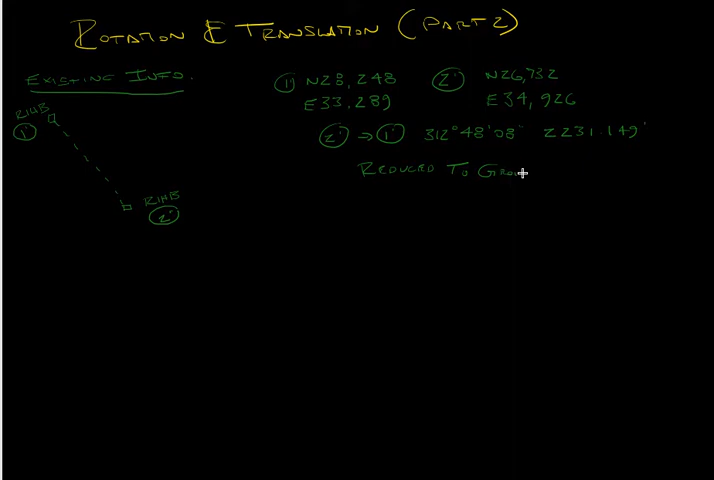 ROTATION & TRANSLATION (PART 2)
EXISTING INFO.
1' N28,248 2' N26,732
E33,289 E34,926
RIHB
1'
2' → 1' 312°48'08" 2231.149'
REDUCED TO GROU
RIHB
2'